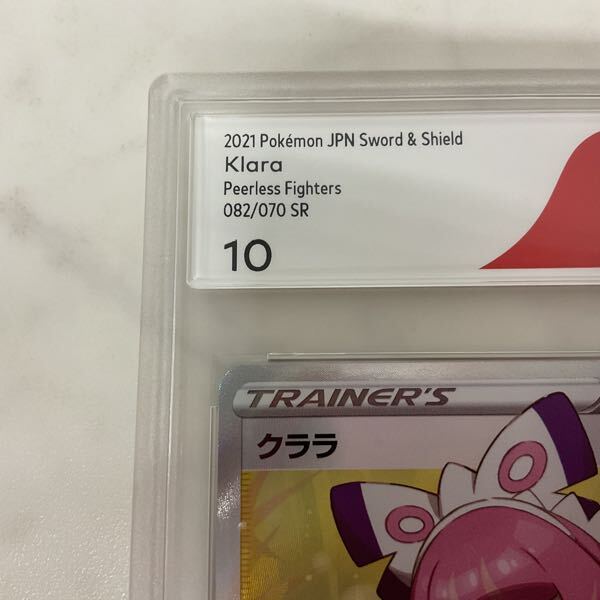 2021 Pokémon JPN Sword & Shield
Klara
Peerless Fighters
082/070 SR
10
TRAINER'S
クララ